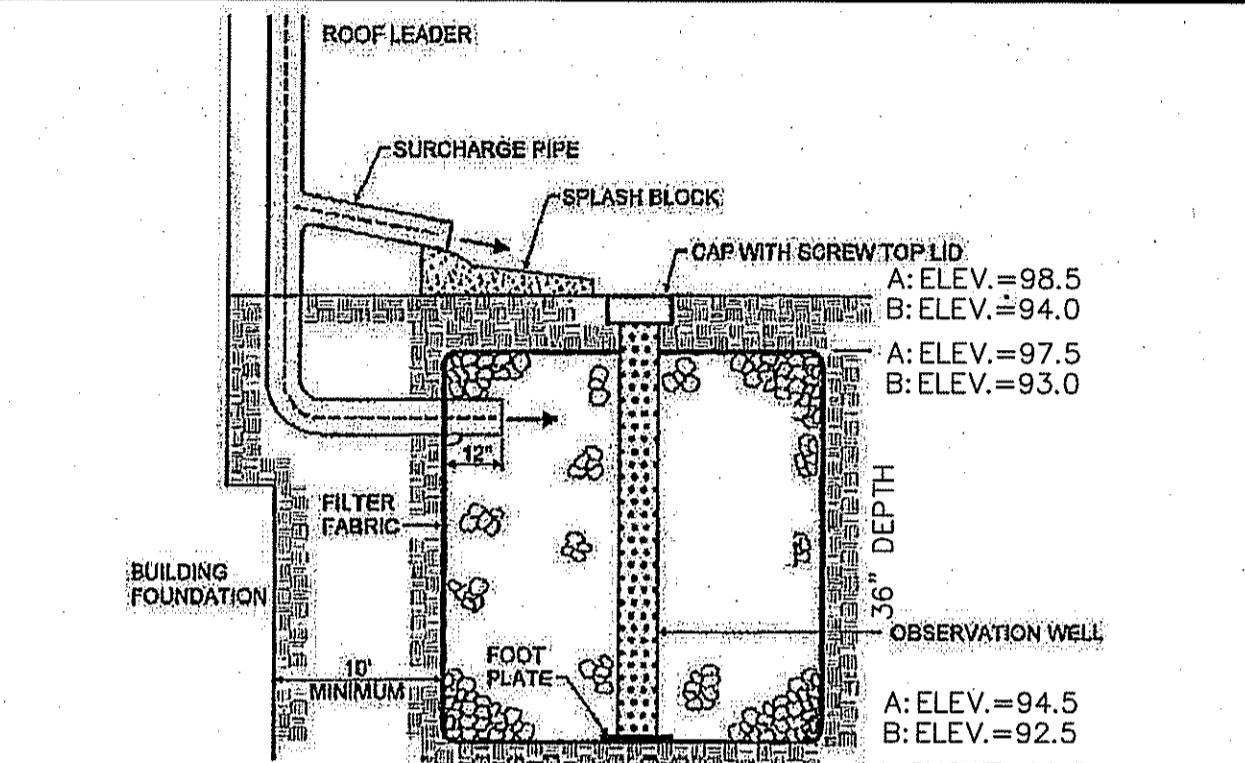 ROOF LEADER
SURCHARGE PIPE
SPLASH BLOCK
CAP WITH SCREW TOP LID
A: ELEV.=98.5
B: ELEV.=94.0
A: ELEV.=97.5
B: ELEV.=93.0
12"
FILTER
FABRIC
36" DEPTH
BUILDING
FOUNDATION
OBSERVATION WELL
FOOT
PLATE
10'
MINIMUM
A: ELEV.=94.5
B: ELEV.=92.5